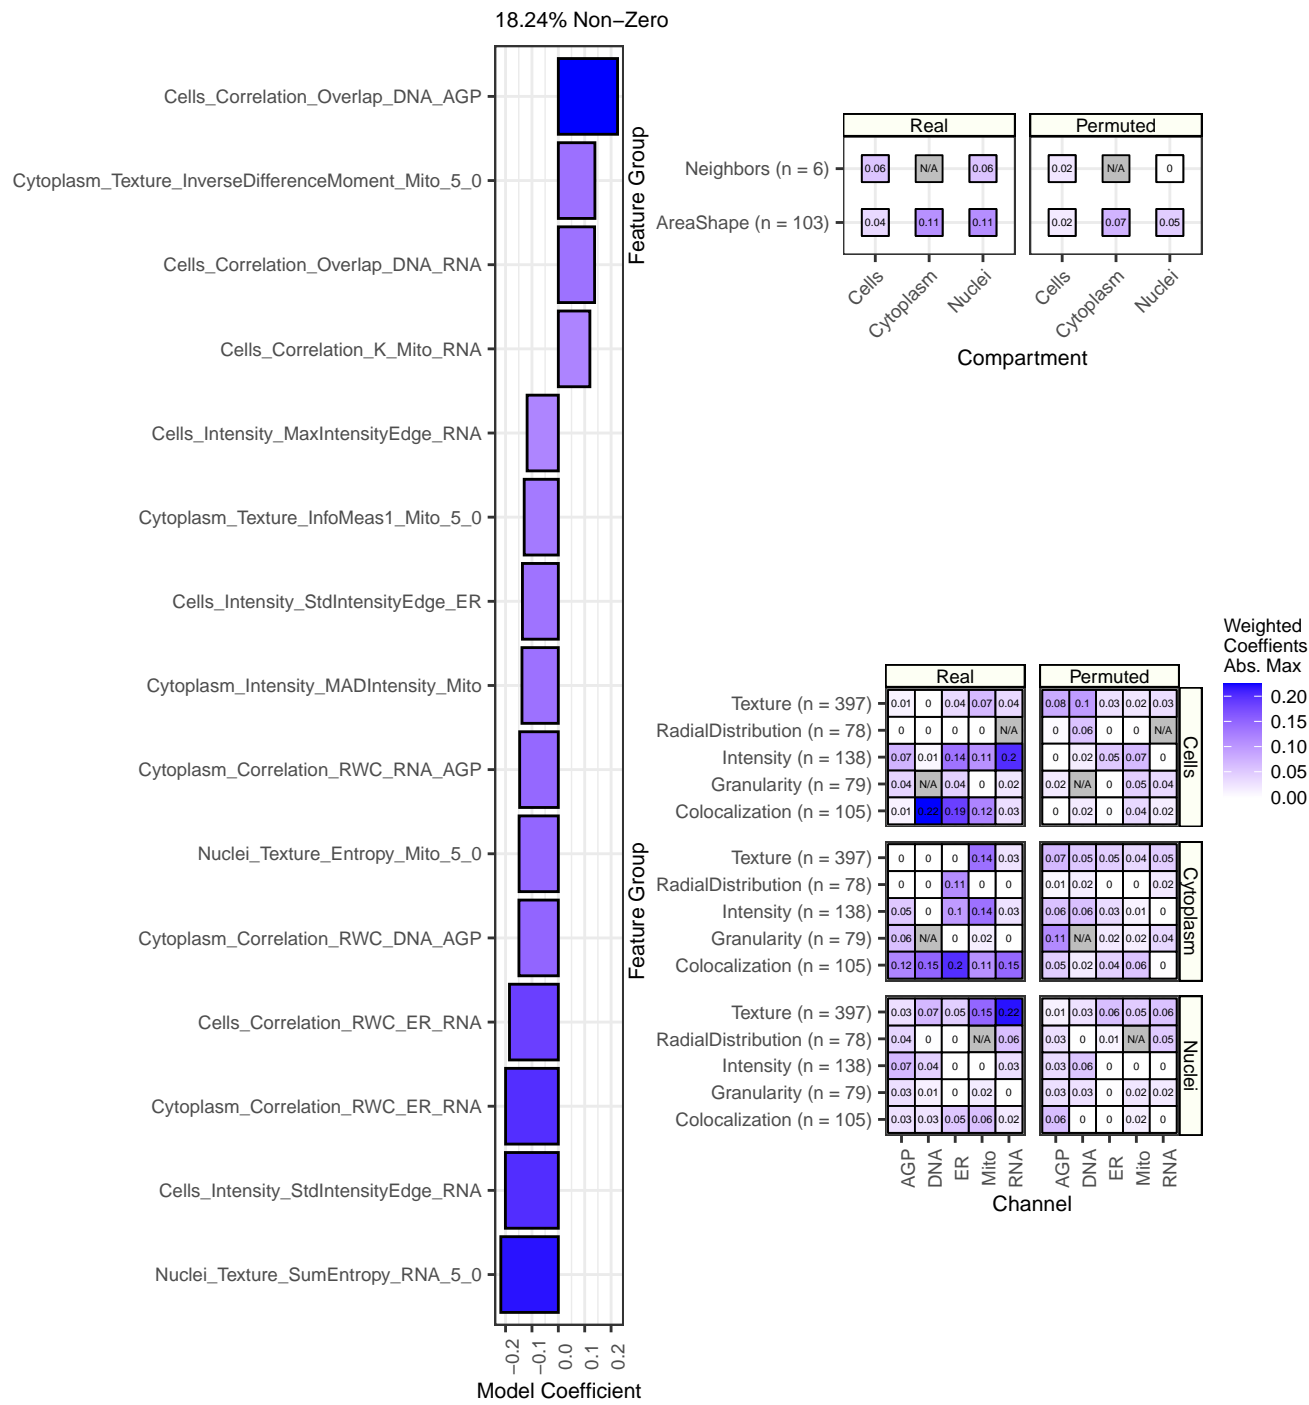 18.24% Non−Zero
Cells_Correlation_Overlap_DNA_AGP
Cytoplasm_Texture_InverseDifferenceMoment_Mito_5_0
Cells_Correlation_Overlap_DNA_RNA
Cells_Correlation_K_Mito_RNA
Cells_Intensity_MaxIntensityEdge_RNA
Cytoplasm_Texture_InfoMeas1_Mito_5_0
Cells_Intensity_StdIntensityEdge_ER
Cytoplasm_Intensity_MADIntensity_Mito
Cytoplasm_Correlation_RWC_RNA_AGP
Nuclei_Texture_Entropy_Mito_5_0
Cytoplasm_Correlation_RWC_DNA_AGP
Cells_Correlation_RWC_ER_RNA
Cytoplasm_Correlation_RWC_ER_RNA
Cells_Intensity_StdIntensityEdge_RNA
Nuclei_Texture_SumEntropy_RNA_5_0
−0.2 −0.1 0.0 0.1 0.2
Model Coefficient
Feature Group
Real Permuted
Neighbors (n = 6) 0.06 N/A 0.06 0.02 N/A 0
AreaShape (n = 103) 0.04 0.11 0.11 0.02 0.07 0.05
Cells Cytoplasm Nuclei Cells Cytoplasm Nuclei
Compartment
Feature Group
Real Permuted
Texture (n = 397) 0.01 0 0.04 0.07 0.04 0.08 0.1 0.03 0.02 0.03
RadialDistribution (n = 78) 0 0 0 0 N/A 0 0.06 0 0 N/A
Intensity (n = 138) 0.07 0.01 0.14 0.11 0.2 0 0.02 0.05 0.07 0
Granularity (n = 79) 0.04 N/A 0.04 0 0.02 0.02 N/A 0 0.05 0.04
Colocalization (n = 105) 0.01 0.22 0.19 0.12 0.03 0 0.02 0 0.04 0.02
Cells
Texture (n = 397) 0 0 0 0.14 0.03 0.07 0.05 0.05 0.04 0.05
RadialDistribution (n = 78) 0 0 0.11 0 0 0.01 0.02 0 0 0.02
Intensity (n = 138) 0.05 0 0.1 0.14 0.03 0.06 0.06 0.03 0.01 0
Granularity (n = 79) 0.06 N/A 0 0.02 0 0.11 N/A 0.02 0.02 0.04
Colocalization (n = 105) 0.12 0.15 0.2 0.11 0.15 0.05 0.02 0.04 0.06 0
Cytoplasm
Texture (n = 397) 0.03 0.07 0.05 0.15 0.22 0.01 0.03 0.06 0.05 0.06
RadialDistribution (n = 78) 0.04 0 0 N/A 0.06 0.03 0 0.01 N/A 0.05
Intensity (n = 138) 0.07 0.04 0 0 0.03 0.03 0.06 0 0 0
Granularity (n = 79) 0.03 0.01 0 0.02 0 0.03 0.03 0 0.02 0.02
Colocalization (n = 105) 0.03 0.03 0.05 0.06 0.02 0.06 0 0 0.02 0
Nuclei
AGP DNA ER Mito RNA AGP DNA ER Mito RNA
Channel
Weighted
Coeffients
Abs. Max
0.20
0.15
0.10
0.05
0.00